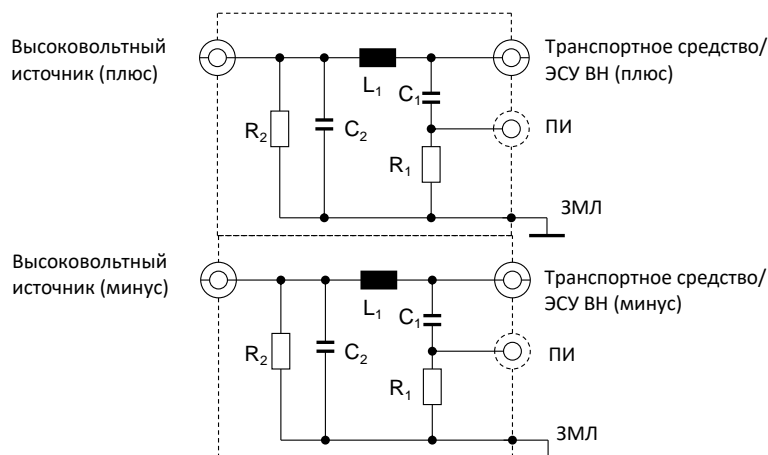 Высоковольтный
источник (плюс)
Транспортное средство/
ЭСУ ВН (плюс)
L₁
C₁
R₂
C₂
ПИ
R₁
ЗМЛ
Высоковольтный
источник (минус)
Транспортное средство/
ЭСУ ВН (минус)
L₁
C₁
R₂
C₂
ПИ
R₁
ЗМЛ